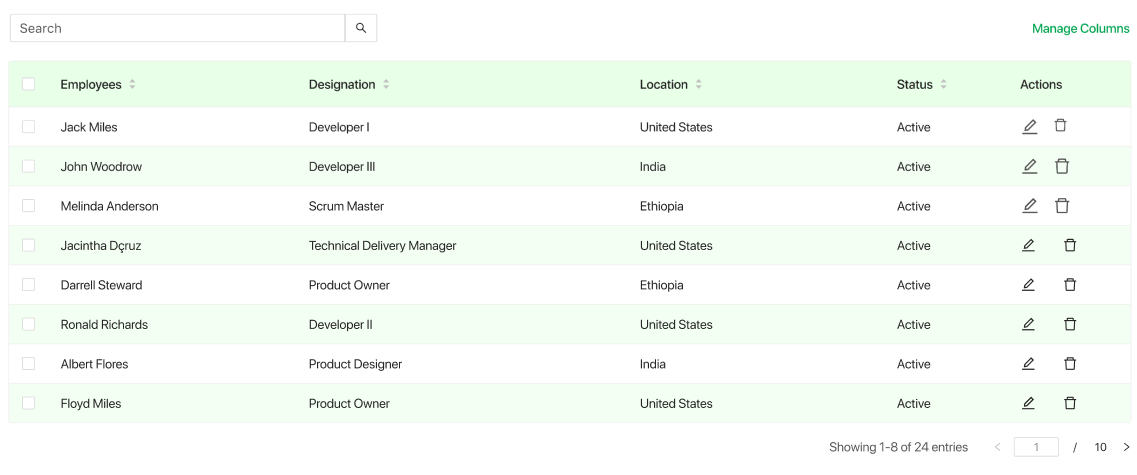 Search
Manage Columns
Employees Designation Location Status Actions
Jack Miles Developer I United States Active
John Woodrow Developer III India Active
Melinda Anderson Scrum Master Ethiopia Active
Jacintha Dçruz Technical Delivery Manager United States Active
Darrell Steward Product Owner Ethiopia Active
Ronald Richards Developer II United States Active
Albert Flores Product Designer India Active
Floyd Miles Product Owner United States Active
Showing 1-8 of 24 entries < 1 / 10 >